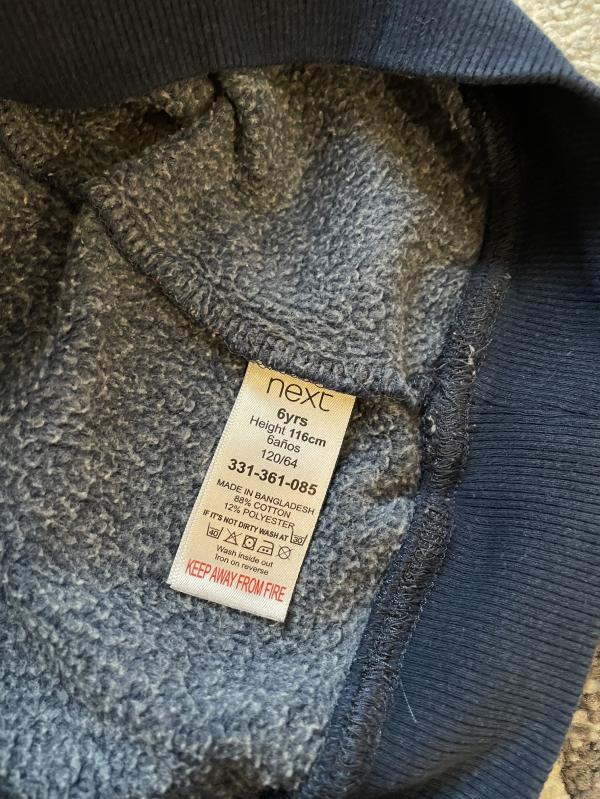 next
6yrs
Height 116cm
6años
120/64
331-361-085
MADE IN BANGLADESH
88% COTTON
12% POLYESTER
IF IT'S NOT DIRTY WASH AT 30
40
Wash inside out
Iron on reverse
KEEP AWAY FROM FIRE